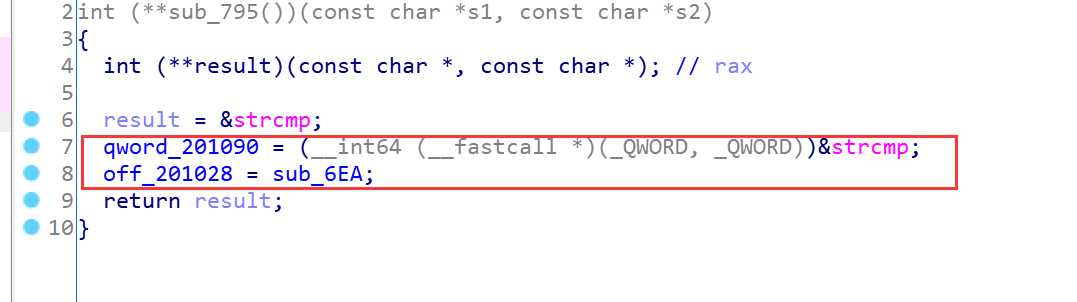 2 int (**sub_795())(const char *s1, const char *s2)
3 {
4   int (**result)(const char *, const char *); // rax
5
6   result = &strcmp;
7   qword_201090 = (__int64 (__fastcall *)(_QWORD, _QWORD))&strcmp;
8   off_201028 = sub_6EA;
9   return result;
10 }